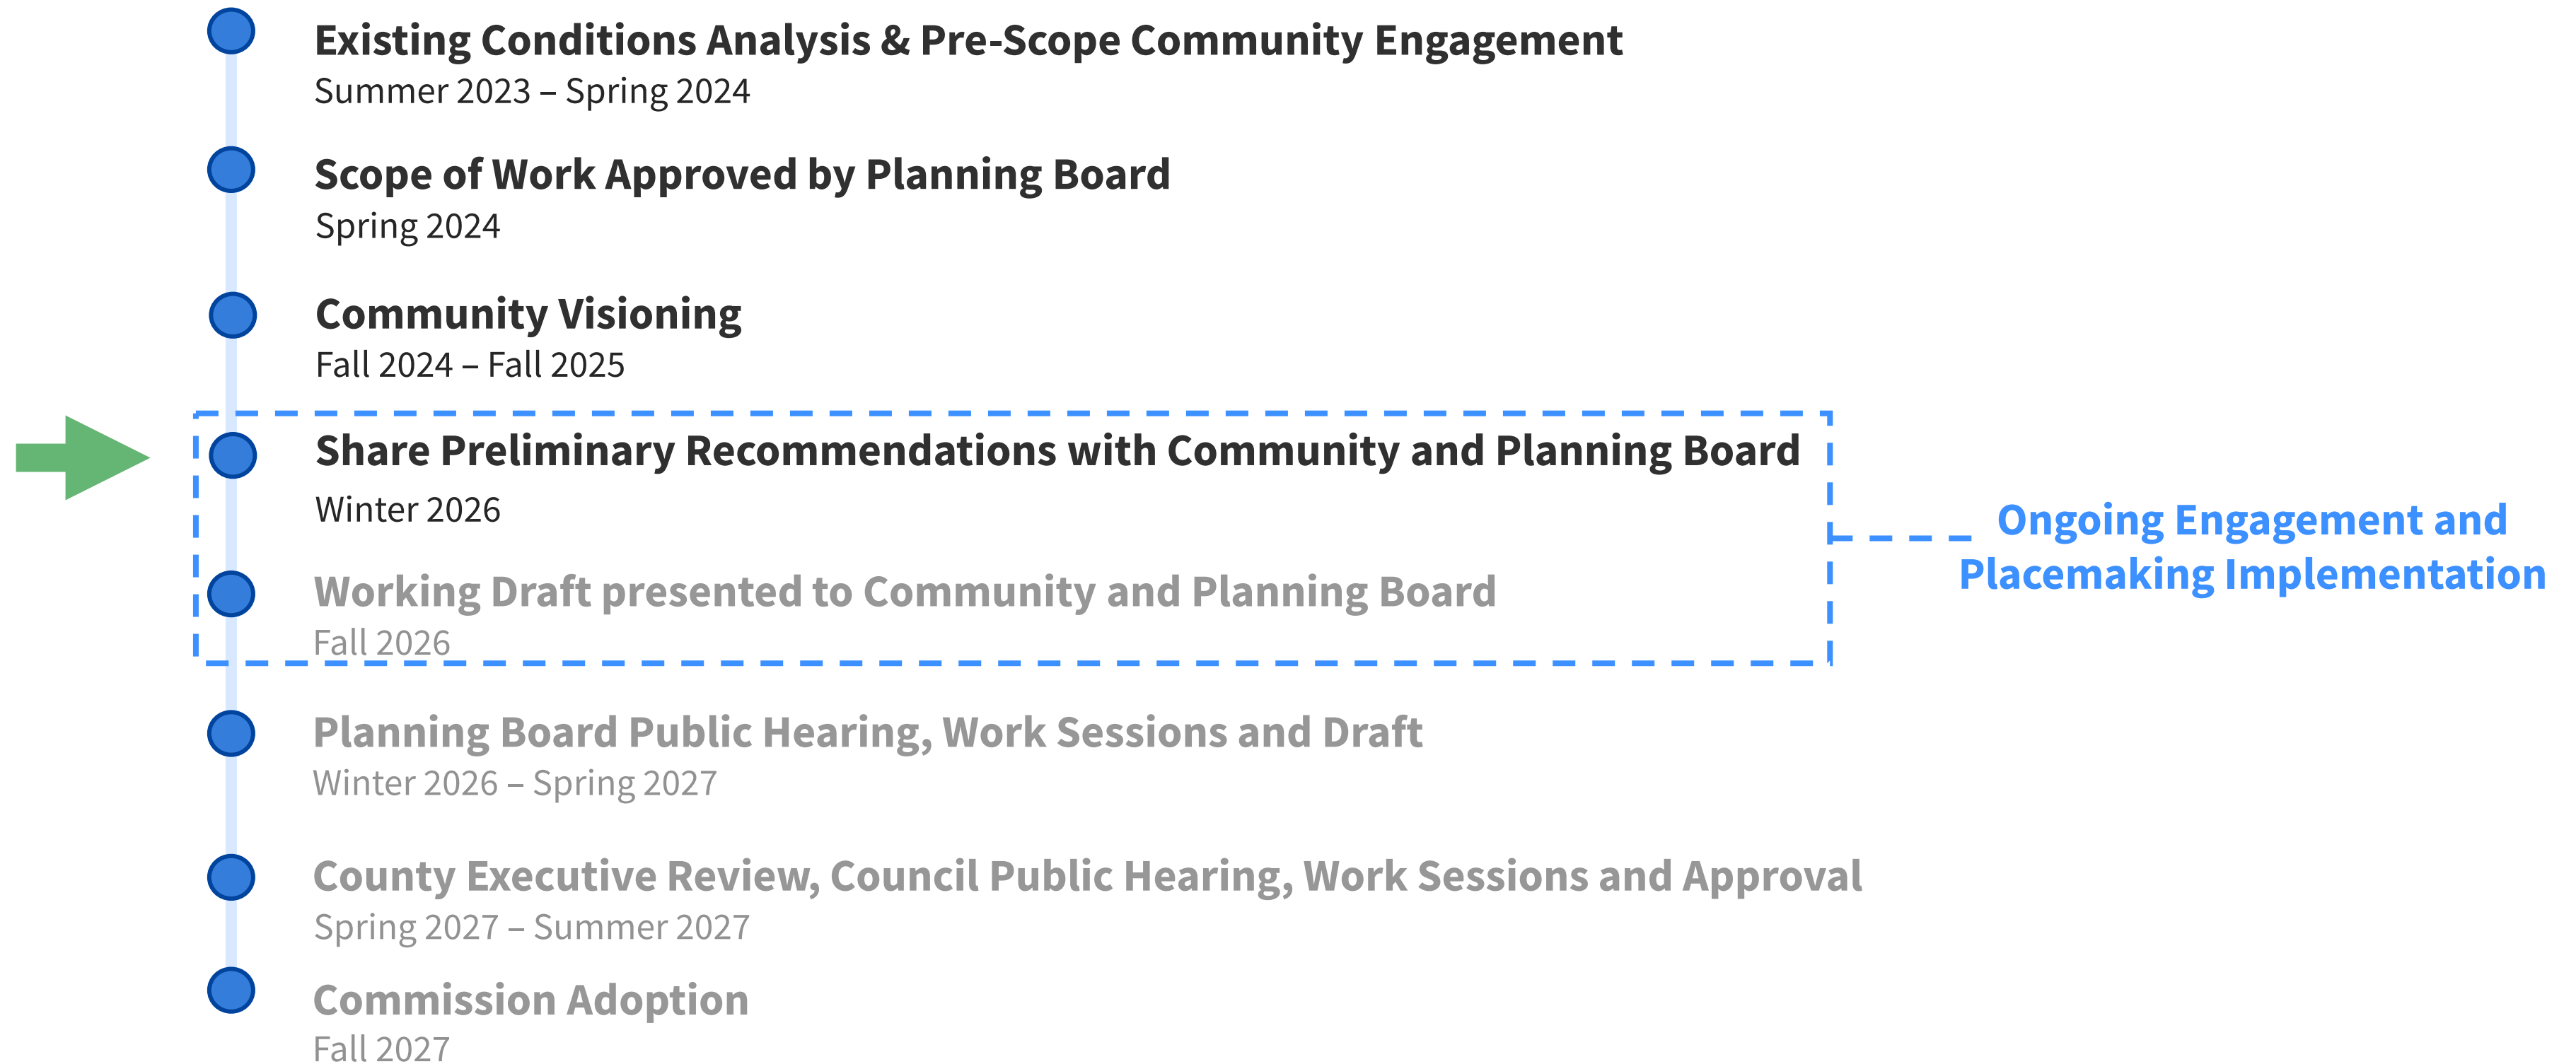 Existing Conditions Analysis & Pre-Scope Community Engagement
Summer 2023 – Spring 2024
Scope of Work Approved by Planning Board
Spring 2024
Community Visioning
Fall 2024 – Fall 2025
Share Preliminary Recommendations with Community and Planning Board
Winter 2026
Working Draft presented to Community and Planning Board
Fall 2026
Ongoing Engagement and
Placemaking Implementation
Planning Board Public Hearing, Work Sessions and Draft
Winter 2026 – Spring 2027
County Executive Review, Council Public Hearing, Work Sessions and Approval
Spring 2027 – Summer 2027
Commission Adoption
Fall 2027